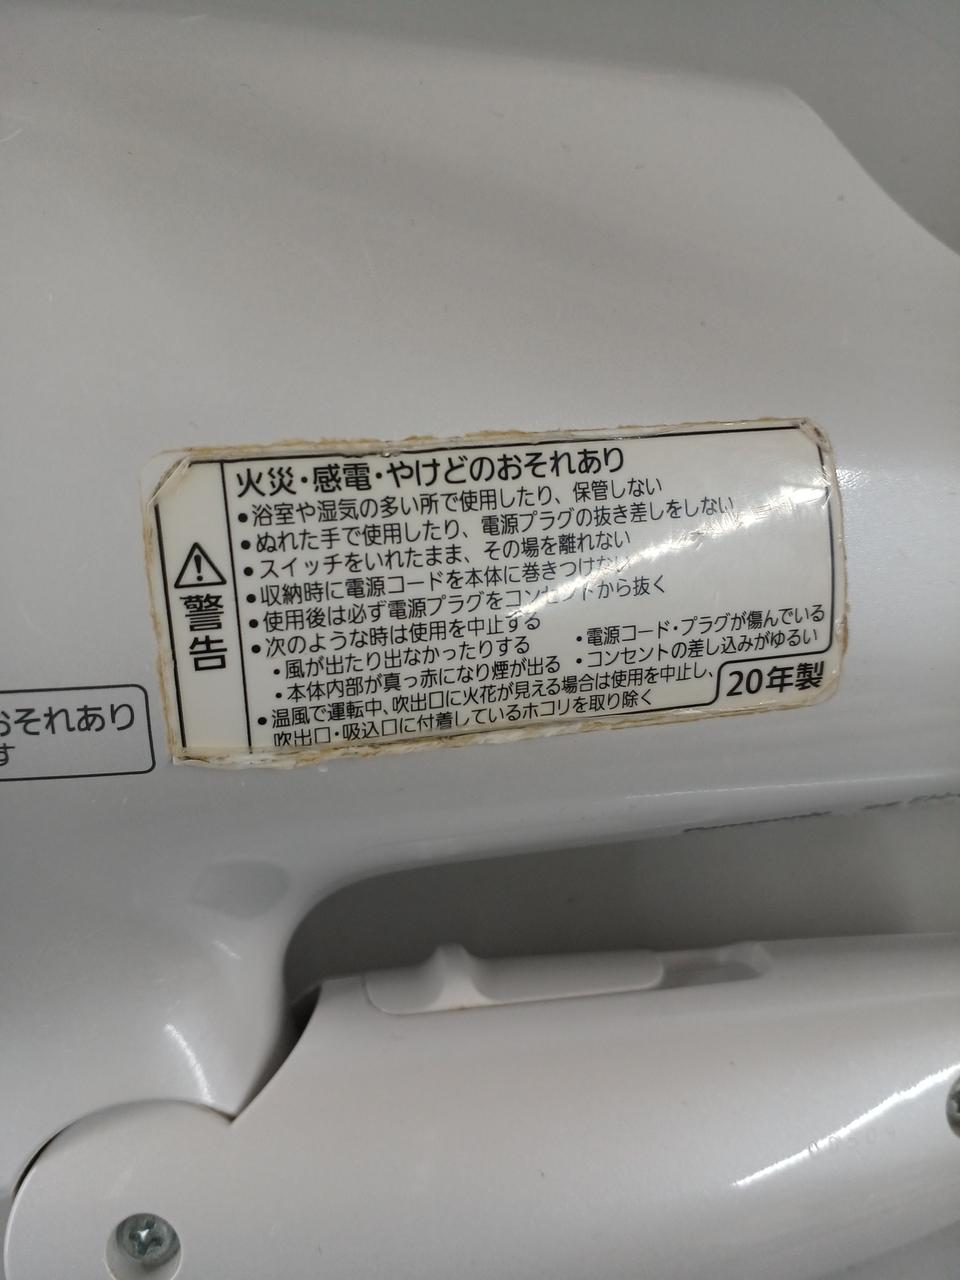 火災・感電・やけどのおそれあり
•浴室や湿気の多い所で使用したり、保管しない
•ぬれた手で使用したり、電源プラグの抜き差しをしない
•スイッチをいれたまま、その場を離れない
•収納時に電源コードを本体に巻きつけない
•使用後は必ず電源プラグをコンセントから抜く
•次のような時は使用を中止する
・風が出たり出なかったりする
・本体内部が真っ赤になり煙が出る
・電源コード・プラグが傷んでいる
・コンセントの差し込みがゆるい
•温風で運転中、吹出口に火花が見える場合は使用を中止し、
吹出口・吸込口に付着しているホコリを取り除く
⚠
警告
20年製
おそれあり
す